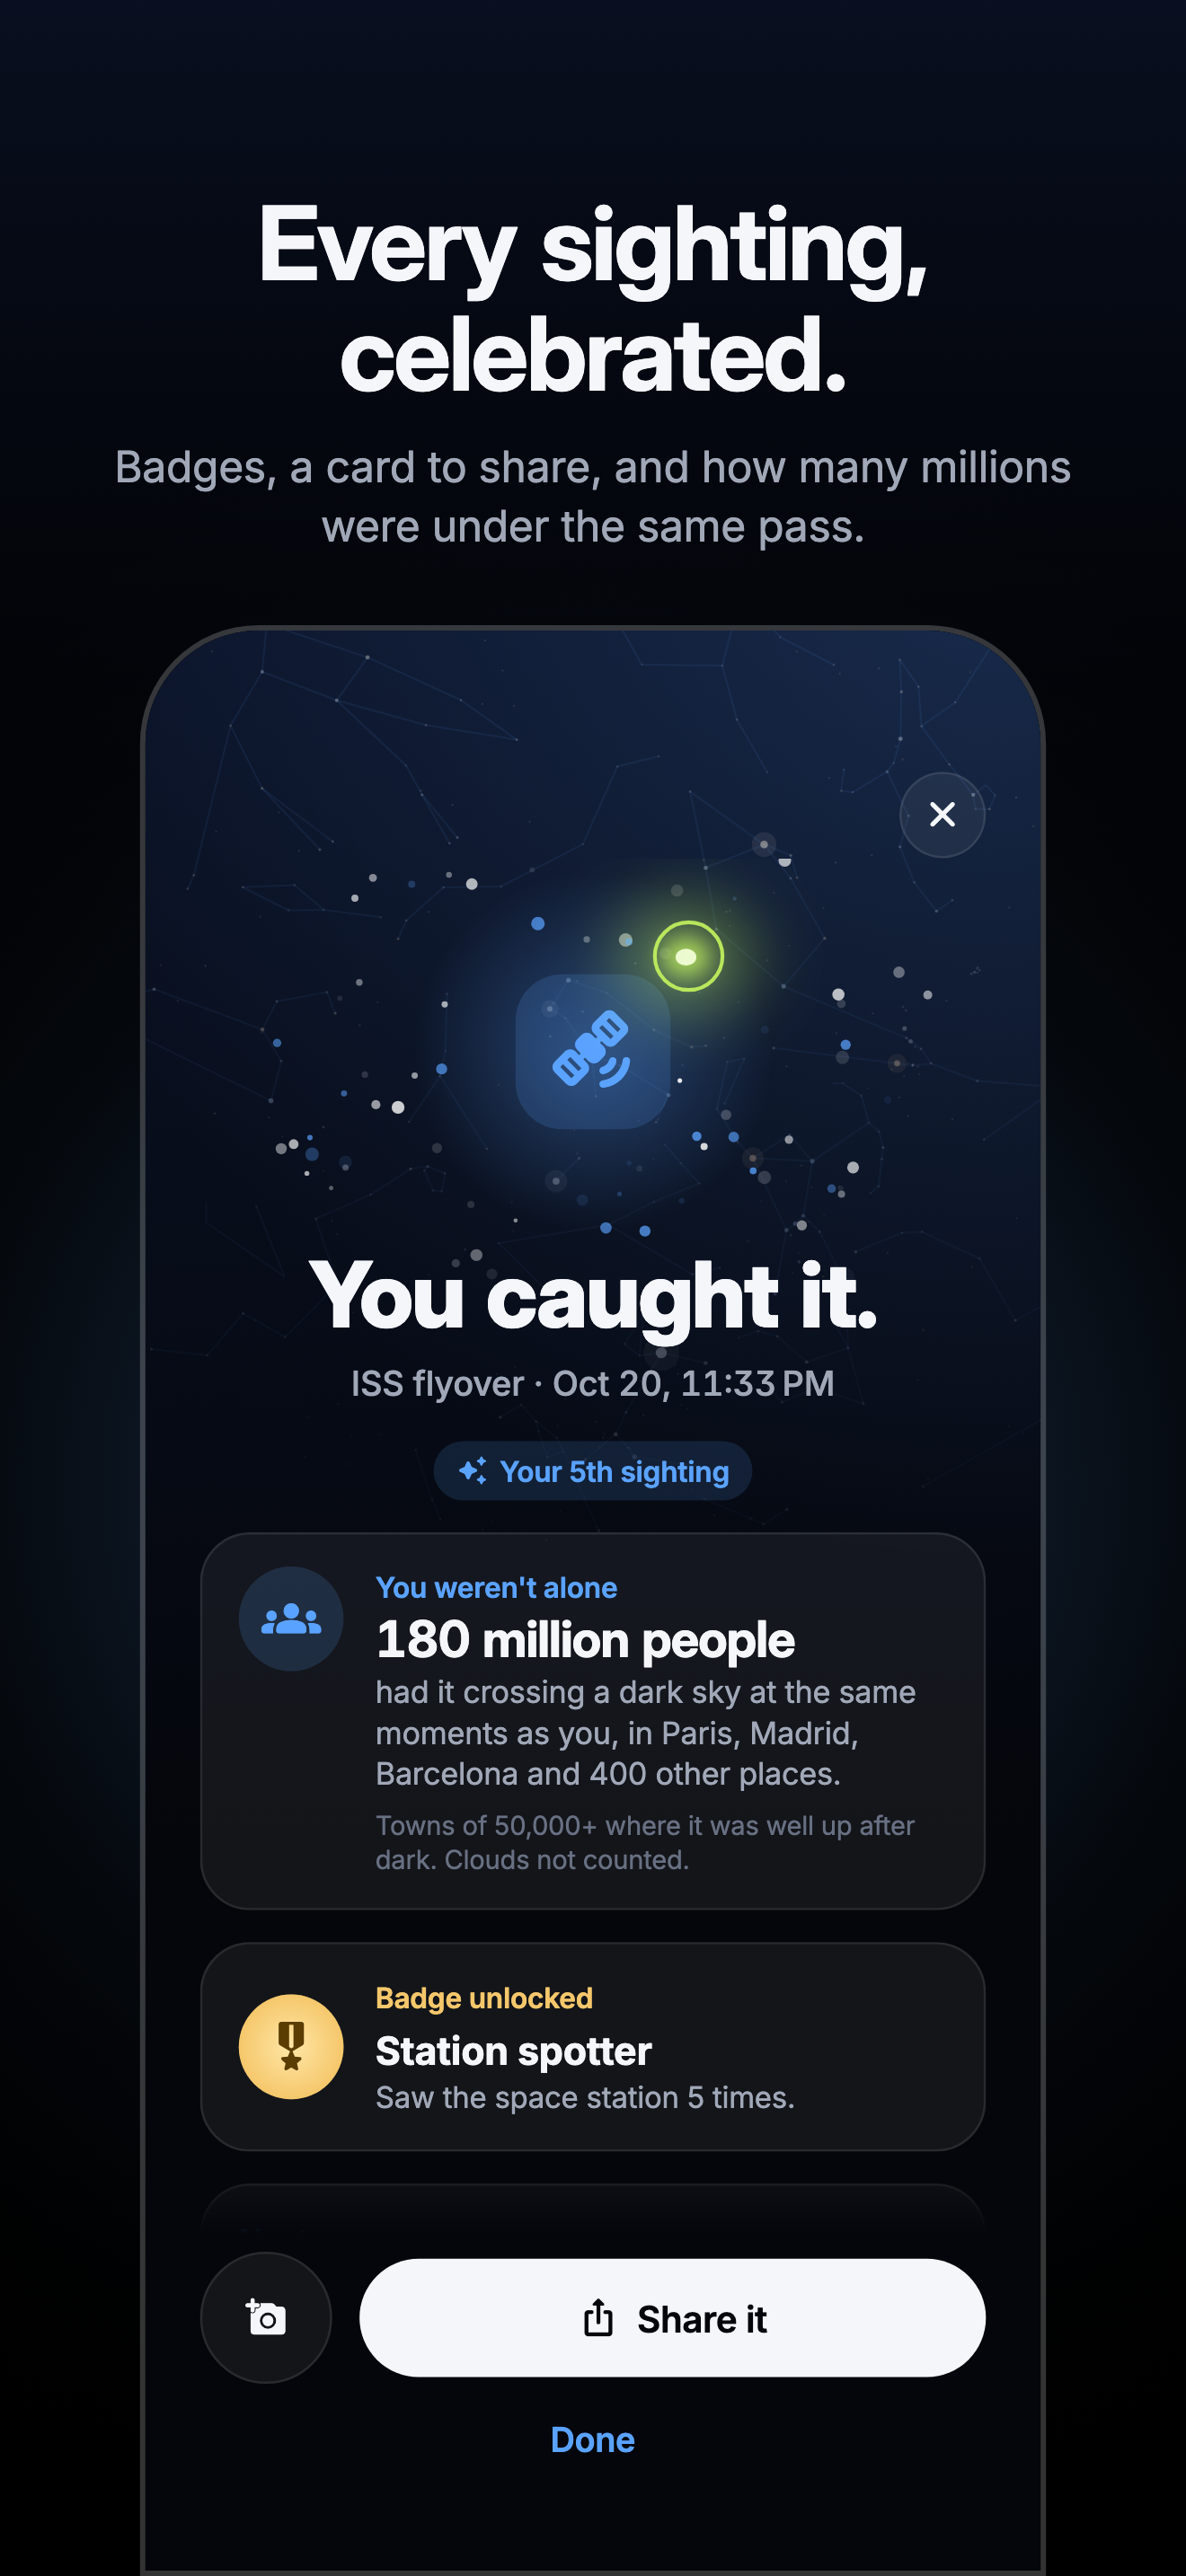 Every sighting,
celebrated.
Badges, a card to share, and how many millions
were under the same pass.
You caught it.
ISS flyover · Oct 20, 11:33 PM
Your 5th sighting
You weren't alone
180 million people
had it crossing a dark sky at the same
moments as you, in Paris, Madrid,
Barcelona and 400 other places.
Towns of 50,000+ where it was well up after
dark. Clouds not counted.
Badge unlocked
Station spotter
Saw the space station 5 times.
Share it
Done